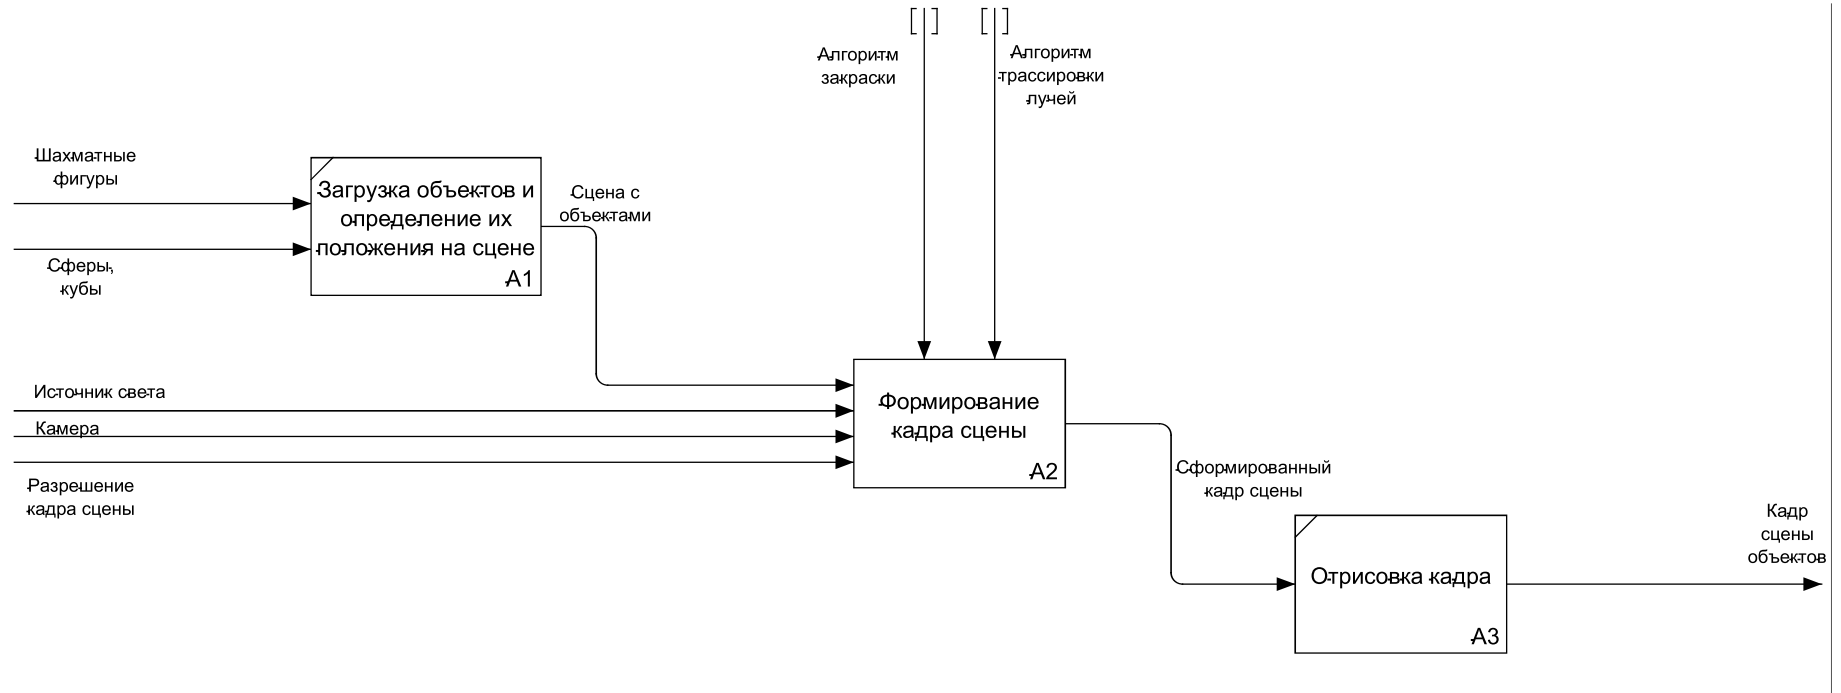 Алгоритм
закраски
Алгоритм
трассировки
лучей
Шахматные
фигуры
Сферы,
кубы
Загрузка объектов и
определение их
положения на сцене
A1
Сцена с
объектами
Источник света
Камера
Разрешение
кадра сцены
Формирование
кадра сцены
A2
Сформированный
кадр сцены
Отрисовка кадра
A3
Кадр
сцены
объектов